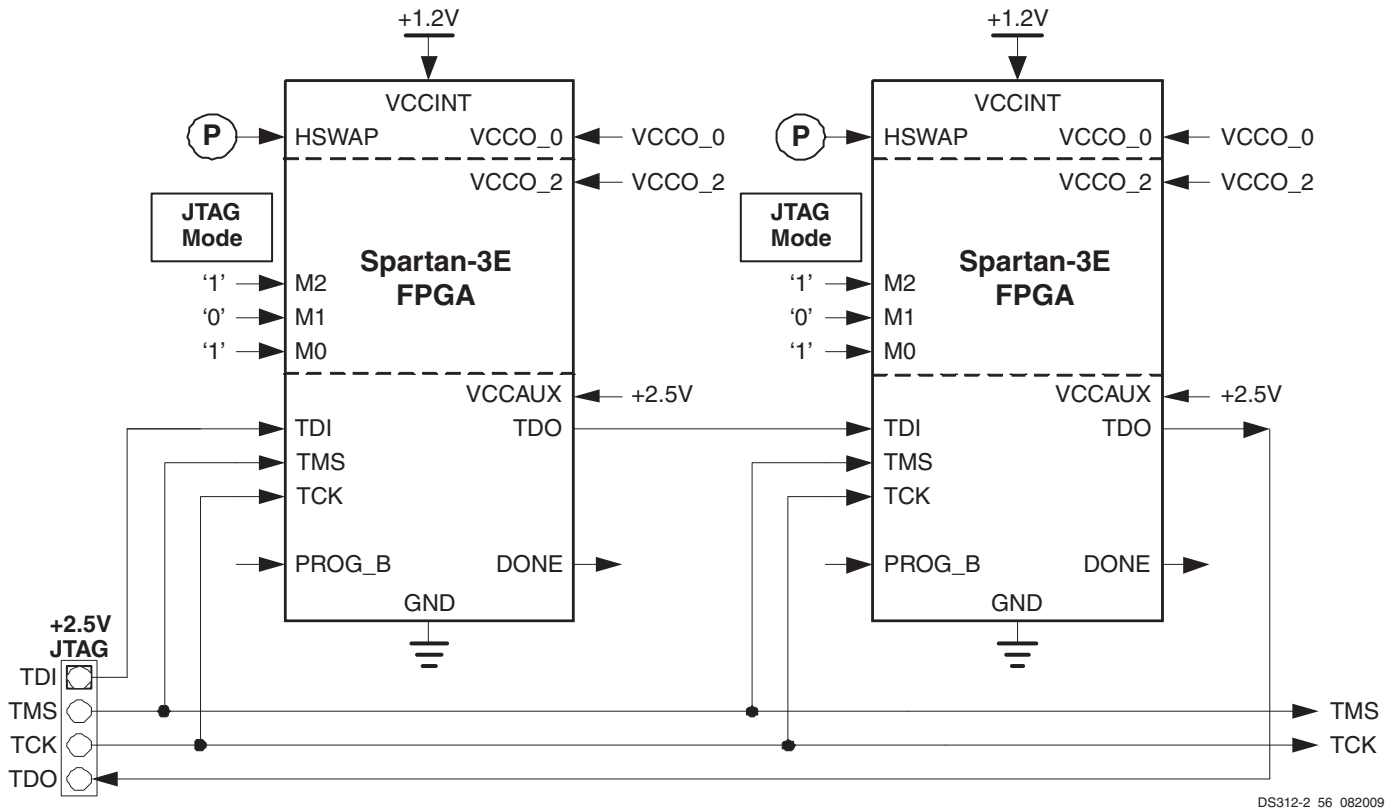 +1.2V
VCCINT
P
HSWAP
VCCO_0
VCCO_0
VCCO_2
VCCO_2
JTAG
Mode
Spartan-3E
FPGA
‘1’
M2
‘0’
M1
‘1’
M0
VCCAUX
+2.5V
TDI
TDO
TMS
TCK
PROG_B
DONE
GND
+1.2V
VCCINT
P
HSWAP
VCCO_0
VCCO_0
VCCO_2
VCCO_2
JTAG
Mode
Spartan-3E
FPGA
‘1’
M2
‘0’
M1
‘1’
M0
VCCAUX
+2.5V
TDI
TDO
TMS
TCK
PROG_B
DONE
GND
+2.5V
JTAG
TDI
TMS
TCK
TDO
TMS
TCK
DS312-2_56_082009